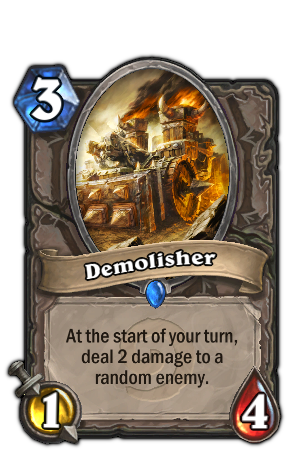 3
Demolisher
At the start of your turn,
deal 2 damage to a
random enemy.
1
4